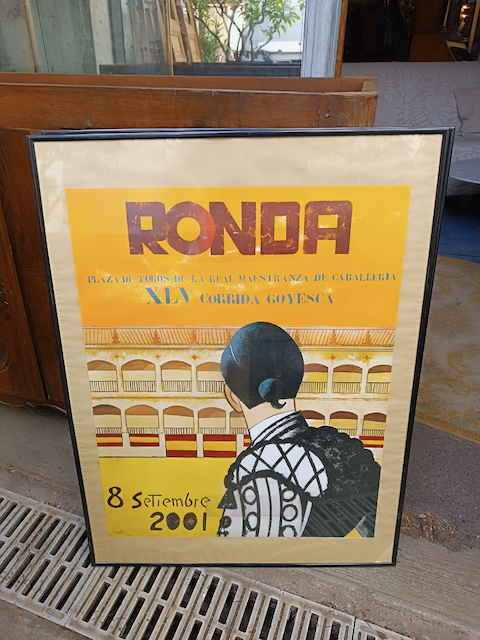 RONDA
PLAZA DE TOROS DE LA REAL MAESTRANZA DE CABALLERIA
XLV CORRIDA GOYESCA
8 SeTiembre
2001